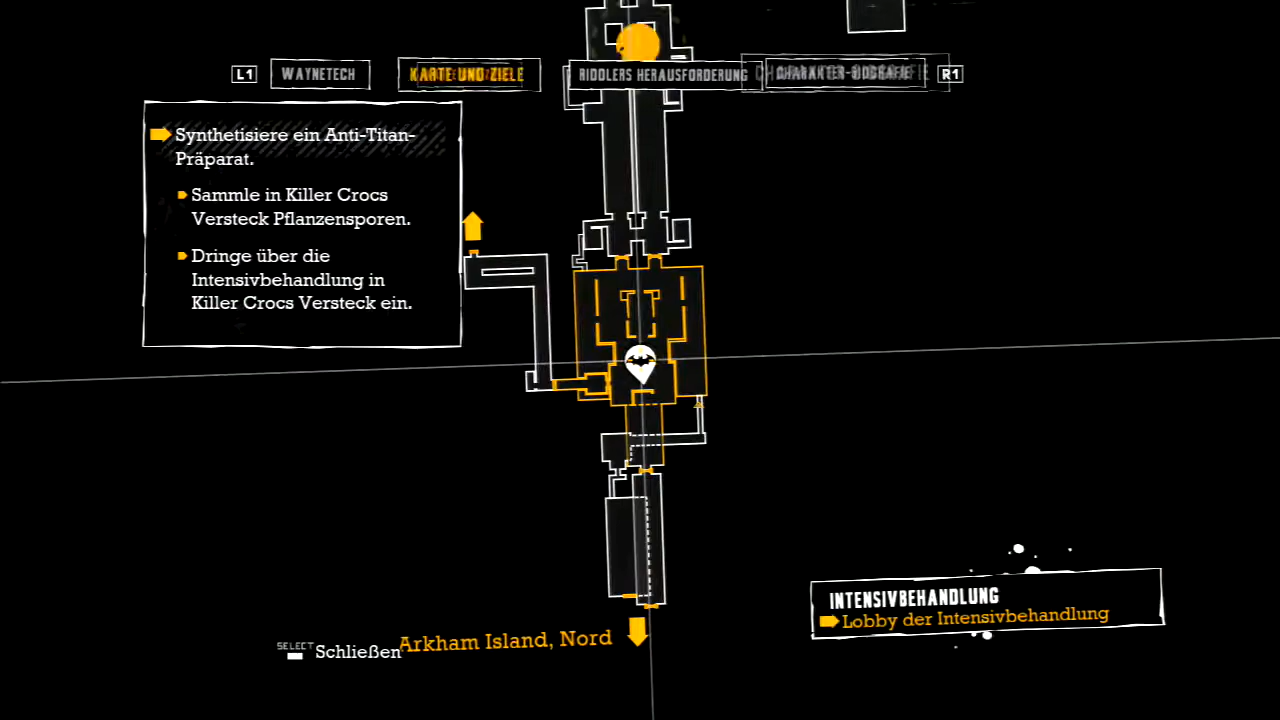 L1 WAYNETECH KARTE UND ZIELE RIDDLERS HERAUSFORDERUNG CHARAKTER-BIOGRAFIE R1
Synthetisiere ein Anti-Titan-
Präparat.
Sammle in Killer Crocs
Versteck Pflanzensporen.
Dringe über die
Intensivbehandlung in
Killer Crocs Versteck ein.
INTENSIVBEHANDLUNG
Lobby der Intensivbehandlung
Arkham Island, Nord
SELECT Schließen